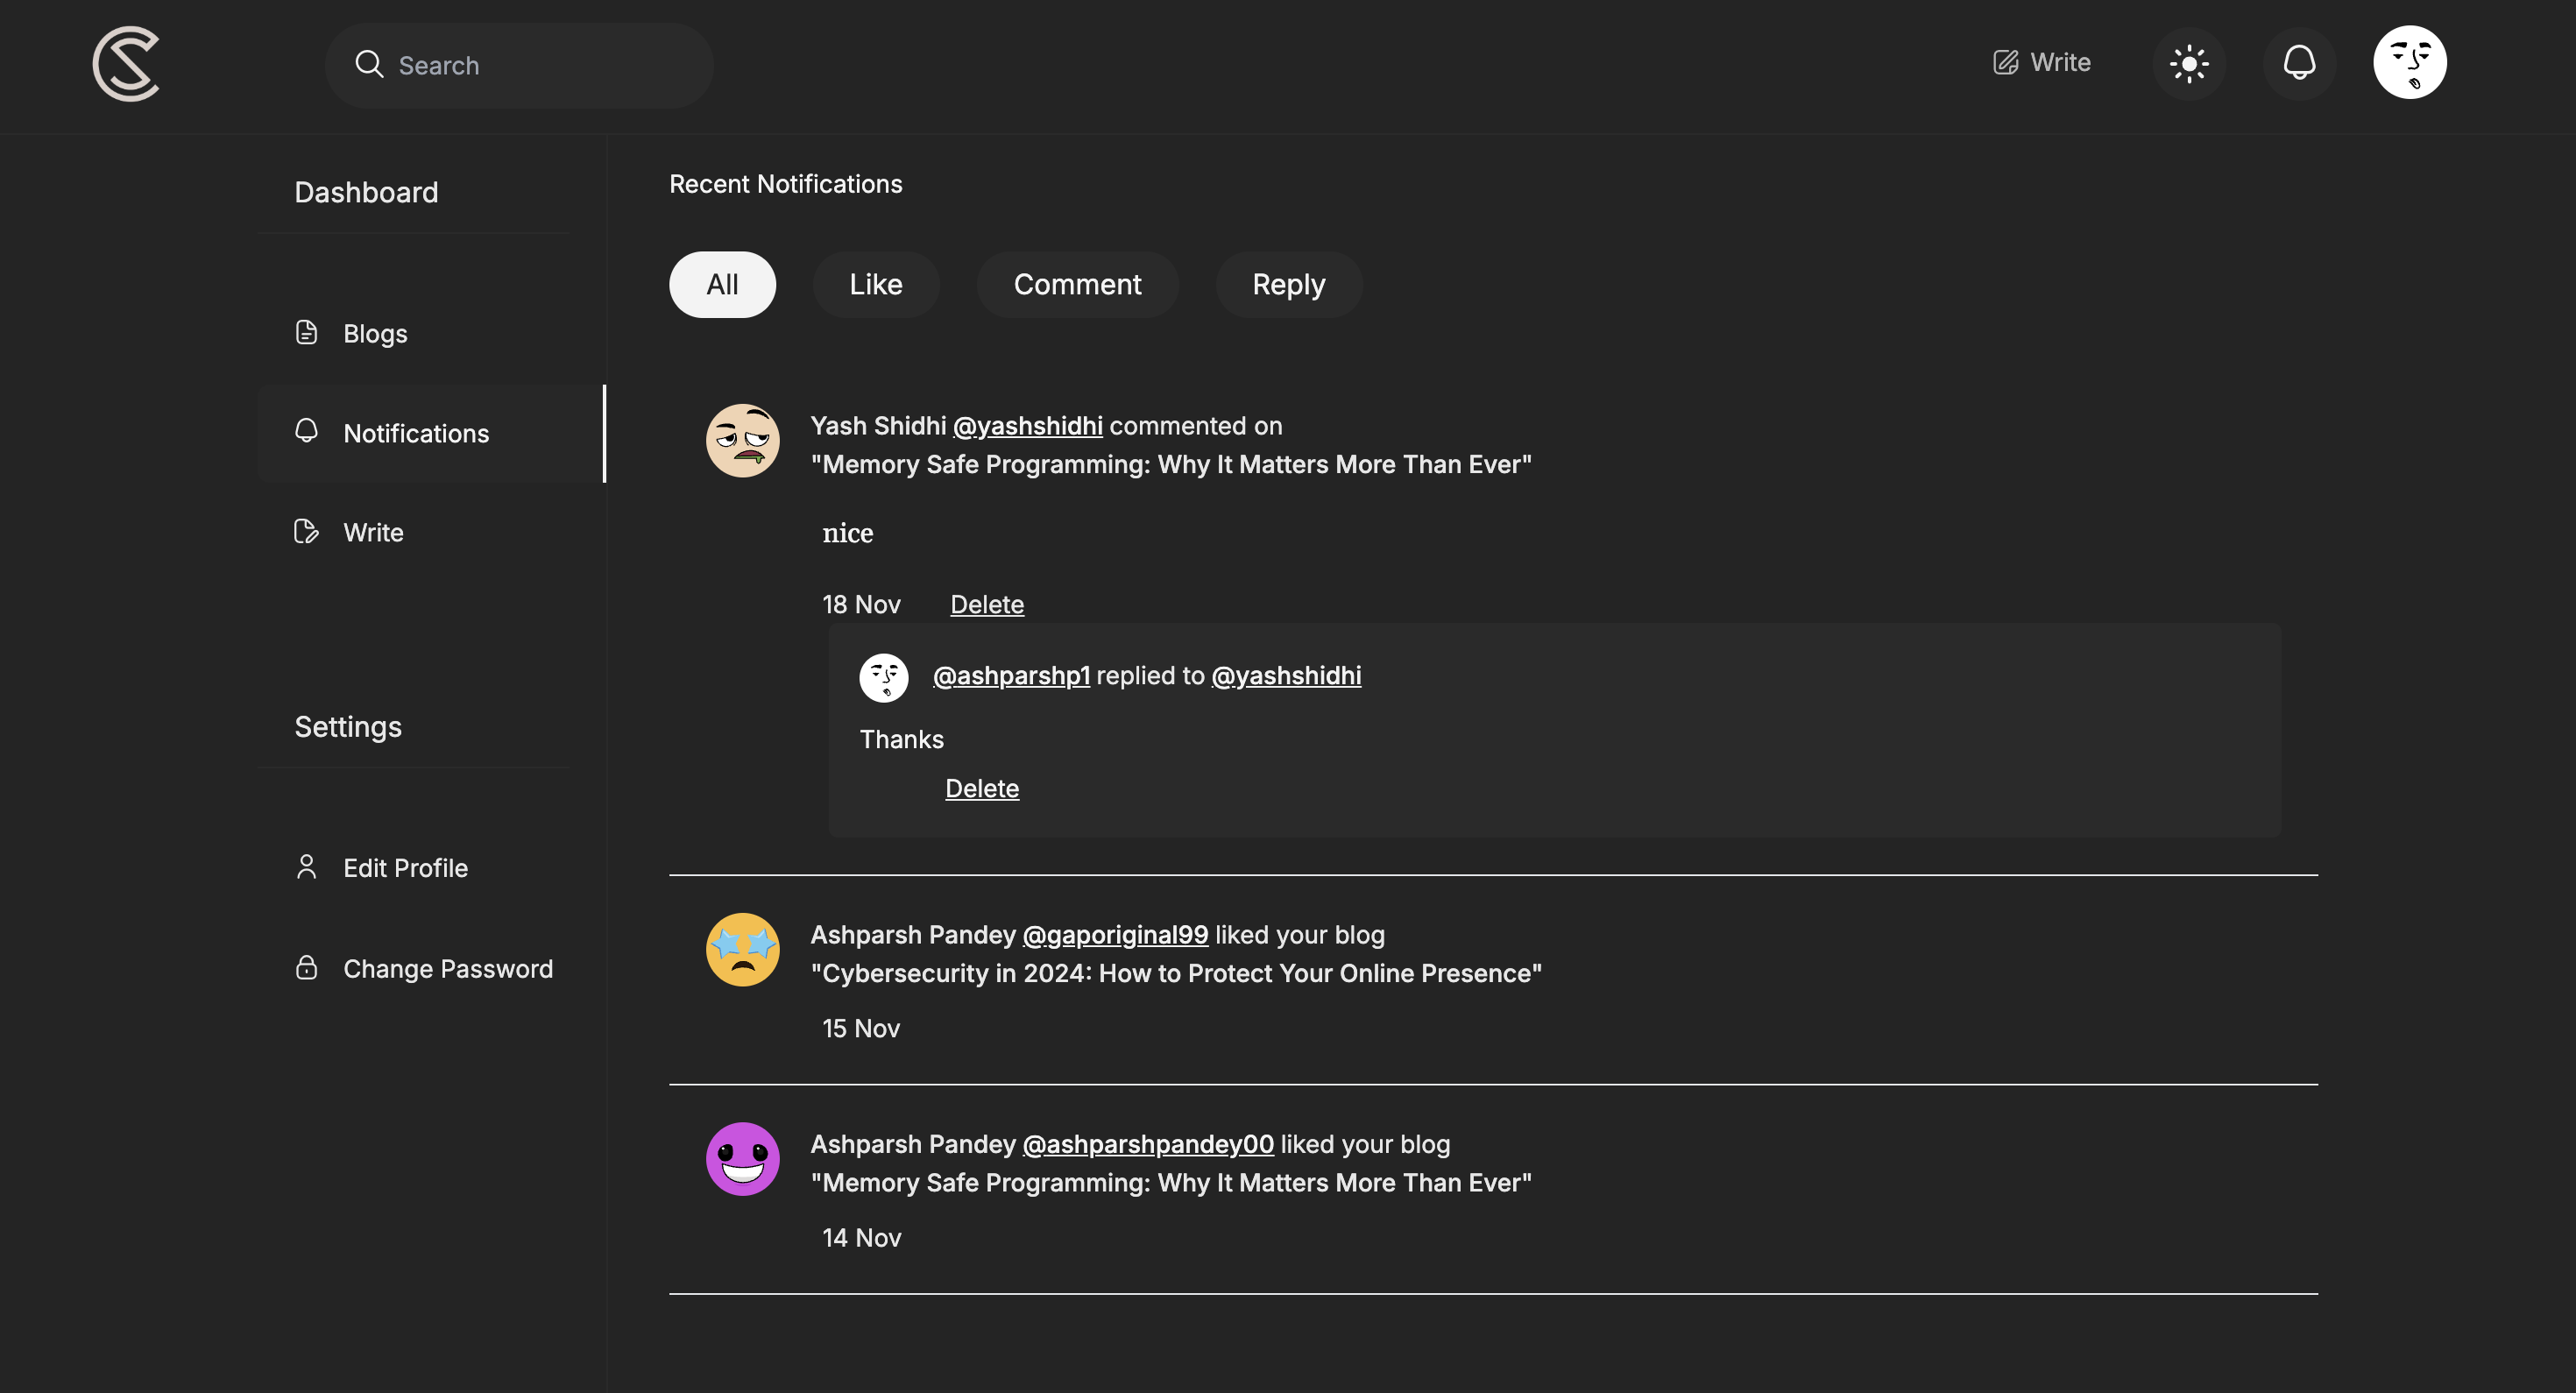 Search
Write
Dashboard
Blogs
Notifications
Write
Settings
Edit Profile
Change Password
Recent Notifications
All Like Comment Reply
Yash Shidhi @yashshidhi commented on
"Memory Safe Programming: Why It Matters More Than Ever"
nice
18 Nov Delete
@ashparshp1 replied to @yashshidhi
Thanks
Delete
Ashparsh Pandey @gaporiginal99 liked your blog
"Cybersecurity in 2024: How to Protect Your Online Presence"
15 Nov
Ashparsh Pandey @ashparshpandey00 liked your blog
"Memory Safe Programming: Why It Matters More Than Ever"
14 Nov